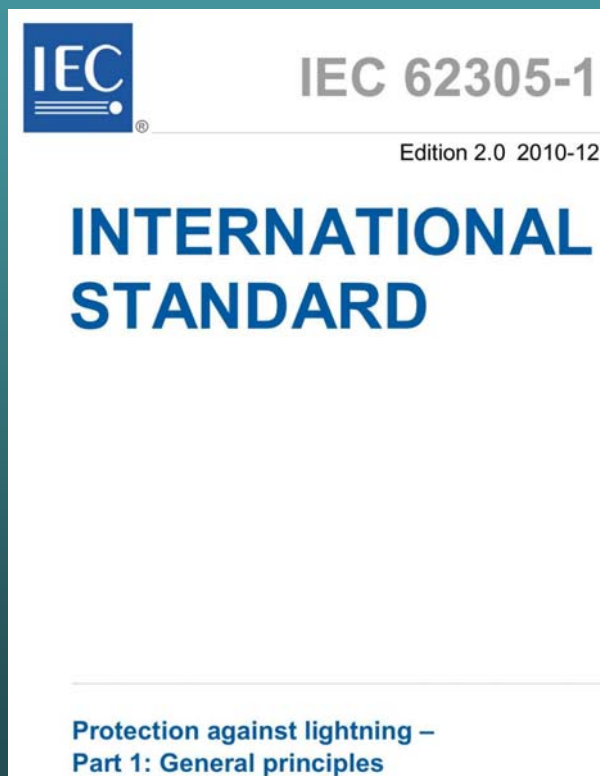 IEC
®
IEC 62305-1
Edition 2.0 2010-12
INTERNATIONAL
STANDARD
Protection against lightning –
Part 1: General principles